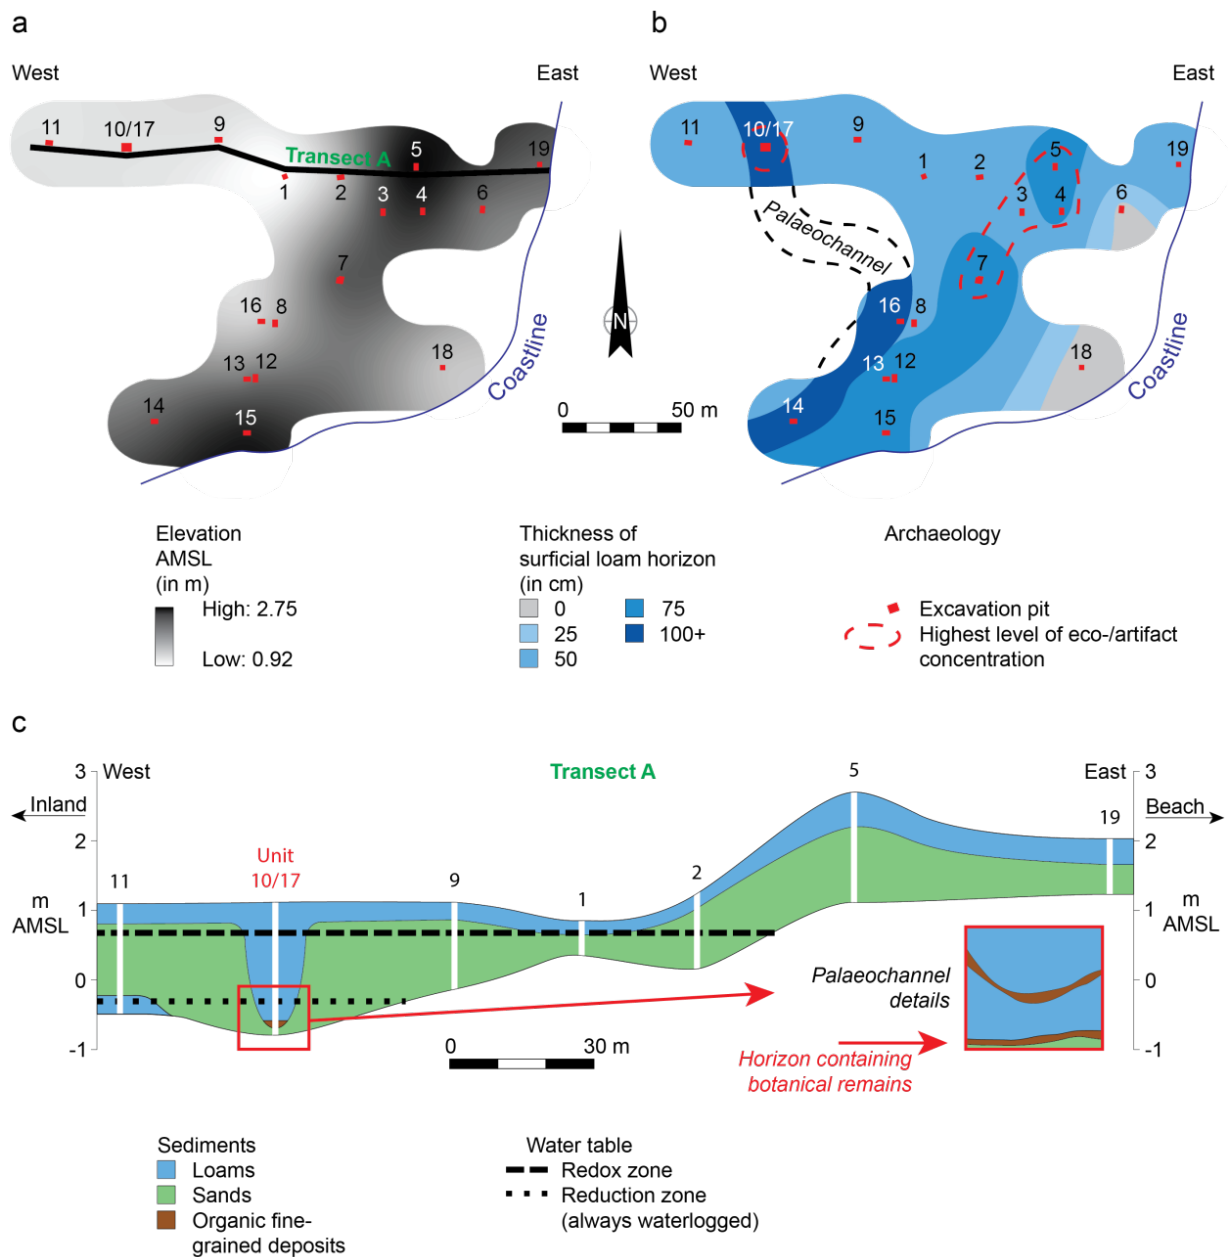 a
West
East
11
10/17
9
Transect A
5
19
1
2
3
4
6
7
16
8
13
12
18
14
15
Coastline
N
0
50 m
b
West
East
11
10/17
9
1
2
5
19
3
4
6
Palaeochannel
7
16
8
13
12
18
14
15
Coastline
Elevation
AMSL
(in m)
High: 2.75
Low: 0.92
Thickness of
surficial loam horizon
(in cm)
0
25
50
75
100+
Archaeology
Excavation pit
Highest level of eco-/artifact
concentration
c
3
West
Transect A
5
East
3
Inland
Beach
19
2
2
Unit
10/17
11
9
1
2
m
AMSL
1
1
m
AMSL
0
0
-1
-1
Palaeochannel
details
0
30 m
Horizon containing
botanical remains
Sediments
Loams
Sands
Organic fine-
grained deposits
Water table
Redox zone
Reduction zone
(always waterlogged)